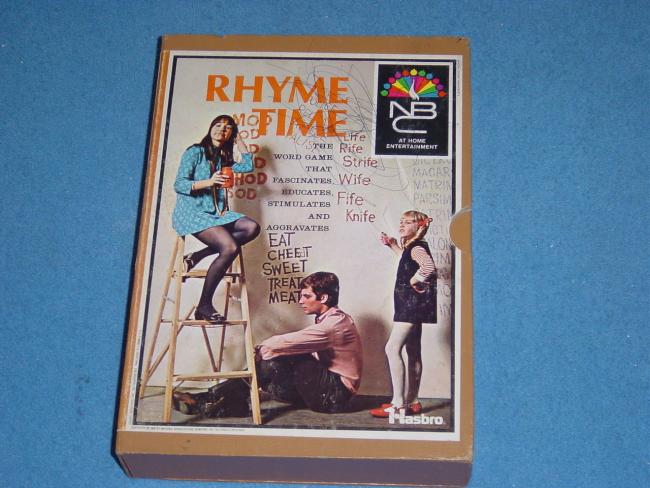 RHYME
TIME
NBC
AT HOME
ENTERTAINMENT
MOD
THE
WORD GAME
THAT
FASCINATES,
EDUCATES,
STIMULATES
AND
AGGRAVATES
Life
Rife
Strife
Wife
Fife
Knife
EAT
CHEET
SWEET
TREAT
MEAT
Hasbro